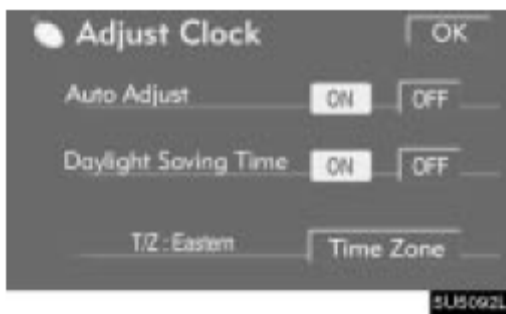 Adjust Clock OK
Auto Adjust ON OFF
Daylight Saving Time ON OFF
T/Z : Eastern Time Zone
5U5092L